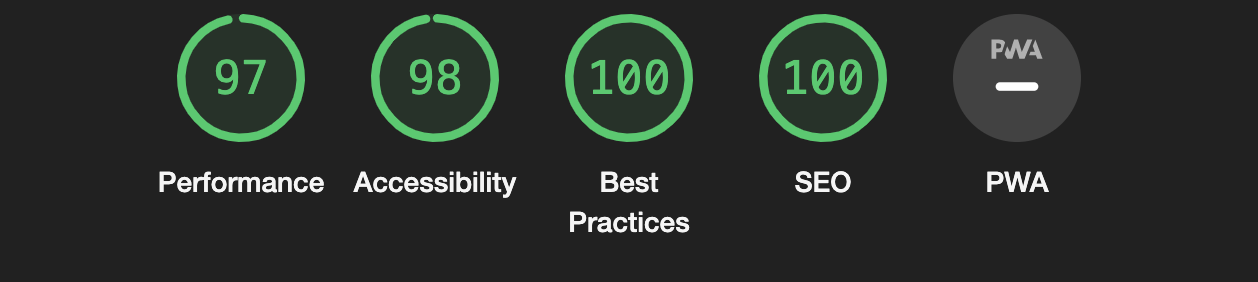 97
98
100
100
PWA
Performance
Accessibility
Best
Practices
SEO
PWA